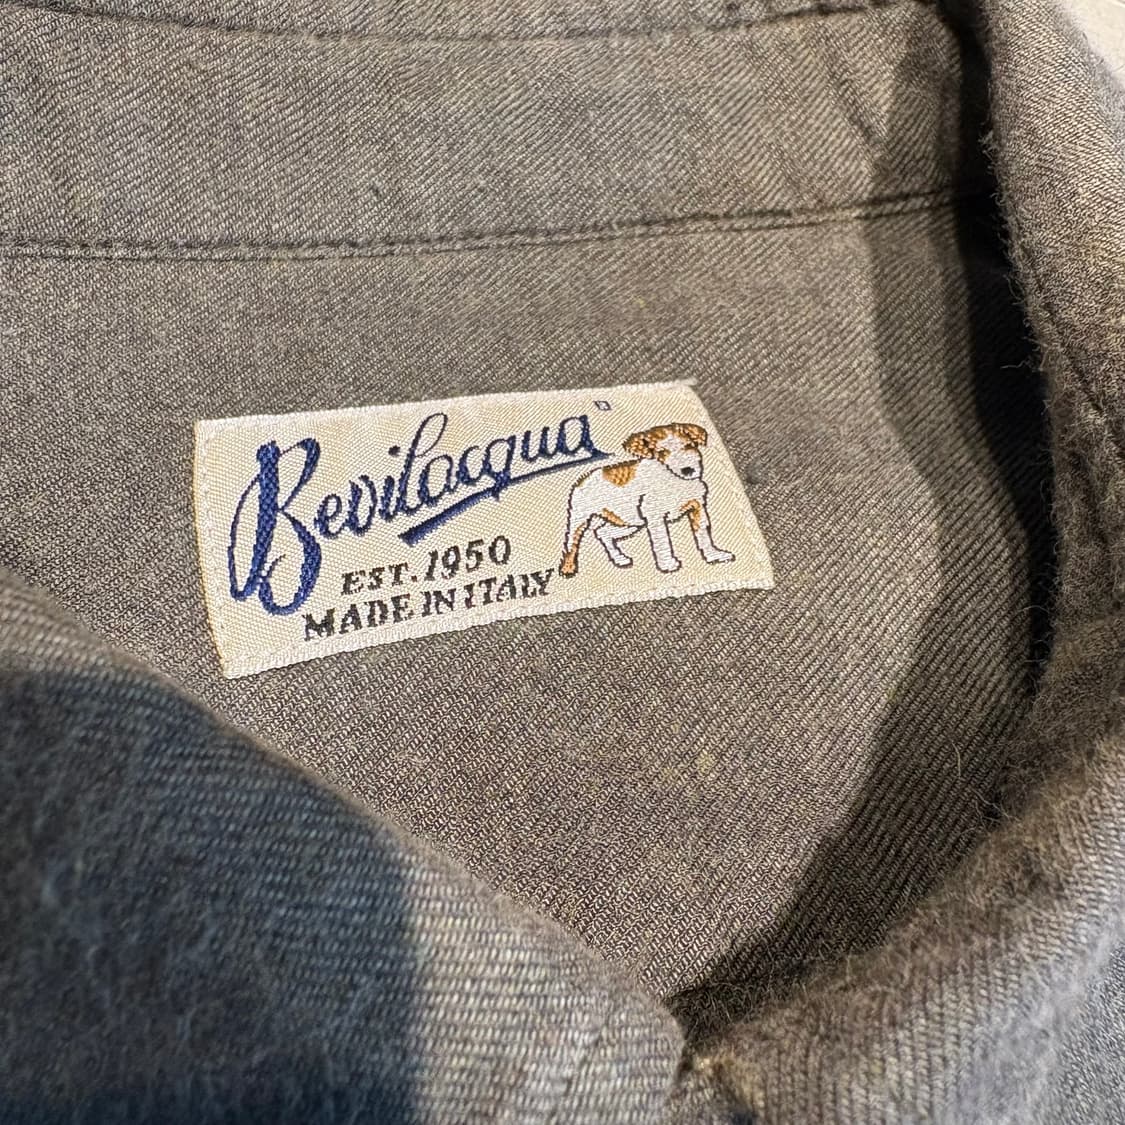 Bevilacqua
EST. 1950
MADE IN ITALY